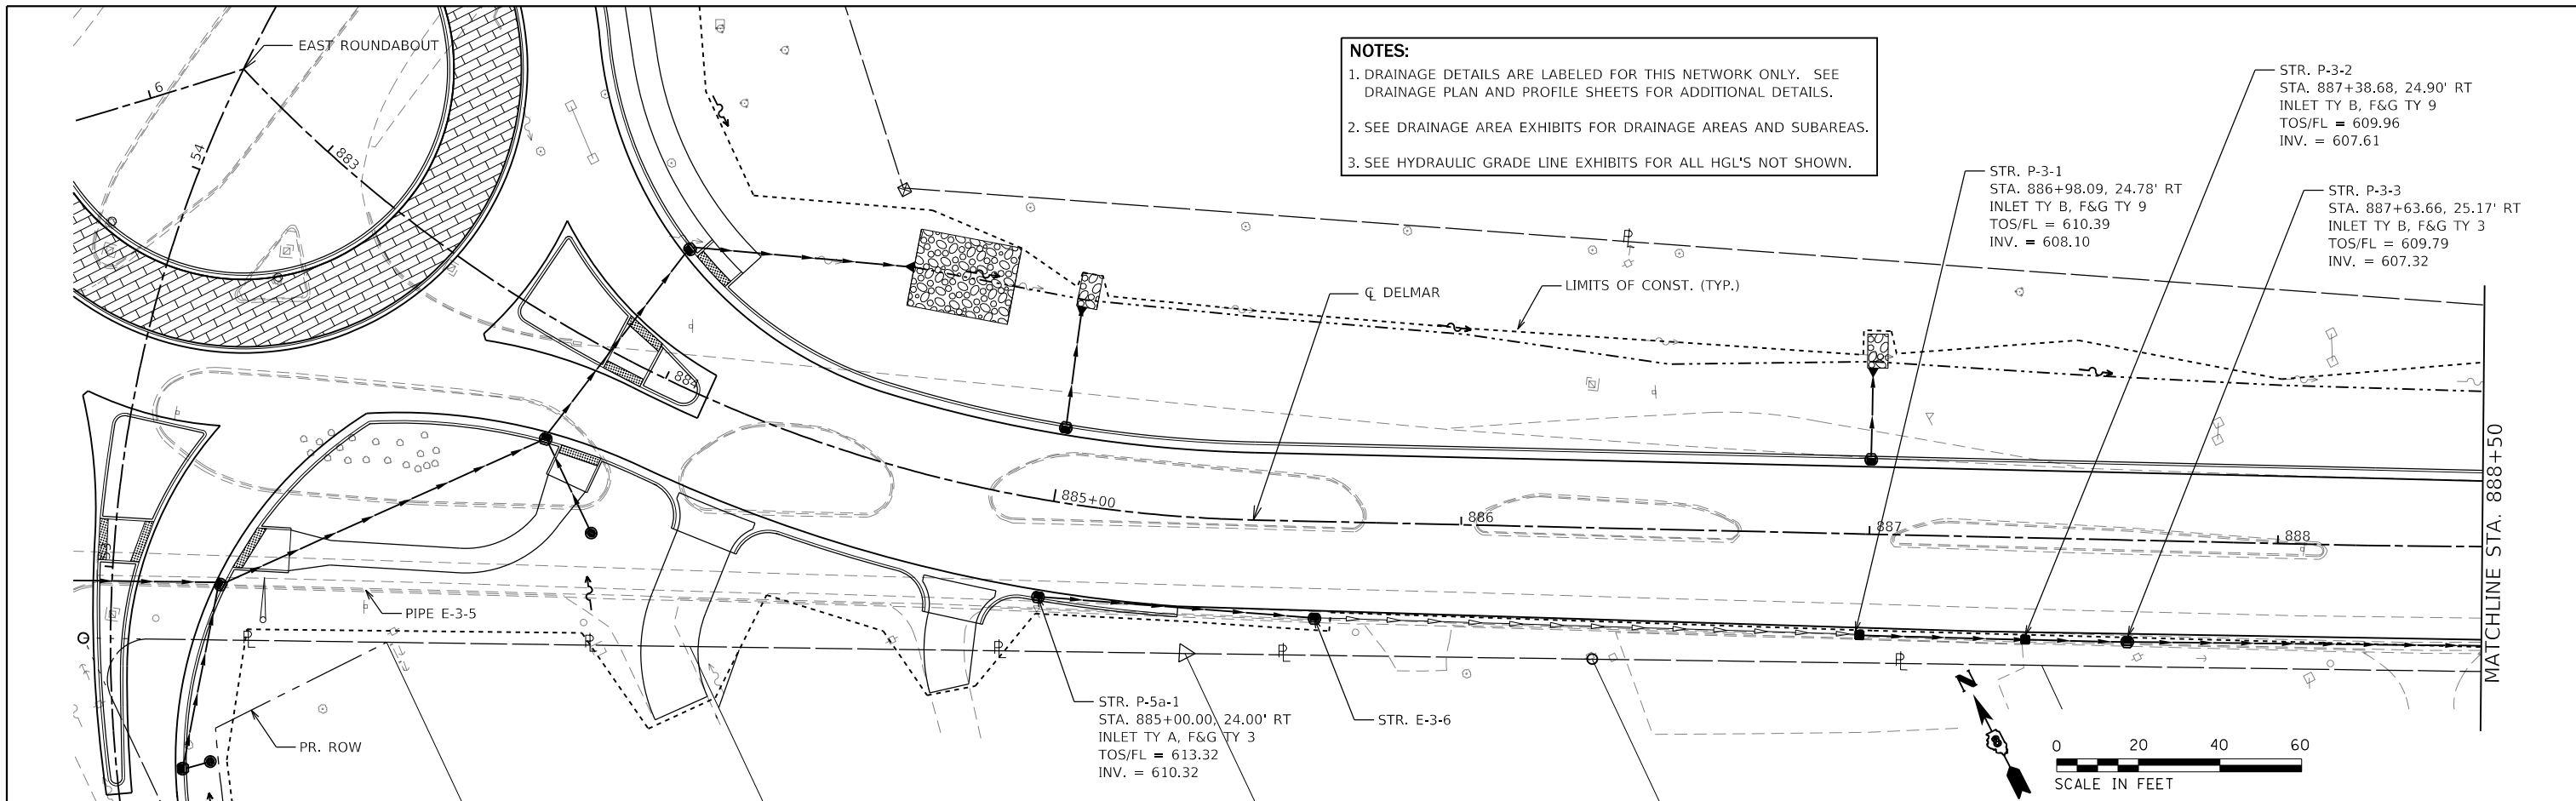 EAST ROUNDABOUT
6
54
883
NOTES:
1. DRAINAGE DETAILS ARE LABELED FOR THIS NETWORK ONLY. SEE
DRAINAGE PLAN AND PROFILE SHEETS FOR ADDITIONAL DETAILS.
2. SEE DRAINAGE AREA EXHIBITS FOR DRAINAGE AREAS AND SUBAREAS.
3. SEE HYDRAULIC GRADE LINE EXHIBITS FOR ALL HGL'S NOT SHOWN.
STR. P-3-2
STA. 887+38.68, 24.90' RT
INLET TY B, F&G TY 9
TOS/FL = 609.96
INV. = 607.61
STR. P-3-1
STA. 886+98.09, 24.78' RT
INLET TY B, F&G TY 9
TOS/FL = 610.39
INV. = 608.10
STR. P-3-3
STA. 887+63.66, 25.17' RT
INLET TY B, F&G TY 3
TOS/FL = 609.79
INV. = 607.32
PL
℄ DELMAR
LIMITS OF CONST. (TYP.)
884
885+00
886
887
888
53
MATCHLINE STA. 888+50
PIPE E-3-5
PL
PL
PL
PL
PL
PR. ROW
STR. P-5a-1
STA. 885+00.00, 24.00' RT
INLET TY A, F&G TY 3
TOS/FL = 613.32
INV. = 610.32
STR. E-3-6
N
0 20 40 60
SCALE IN FEET